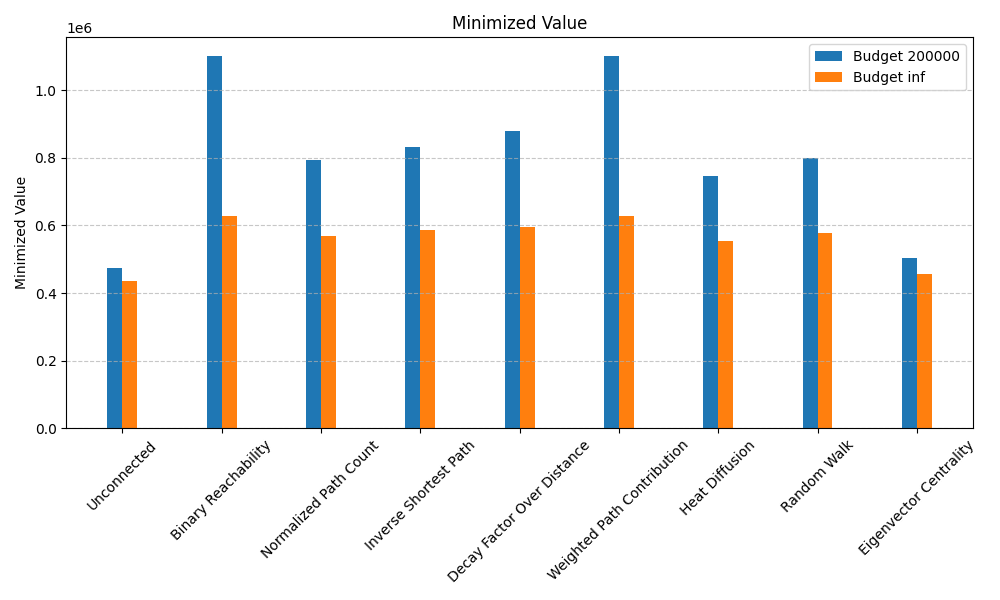 Minimized Value
1e6
Budget 200000
Budget inf
Minimized Value
1.0
0.8
0.6
0.4
0.2
0.0
Unconnected
Binary Reachability
Normalized Path Count
Inverse Shortest Path
Decay Factor Over Distance
Weighted Path Contribution
Heat Diffusion
Random Walk
Eigenvector Centrality